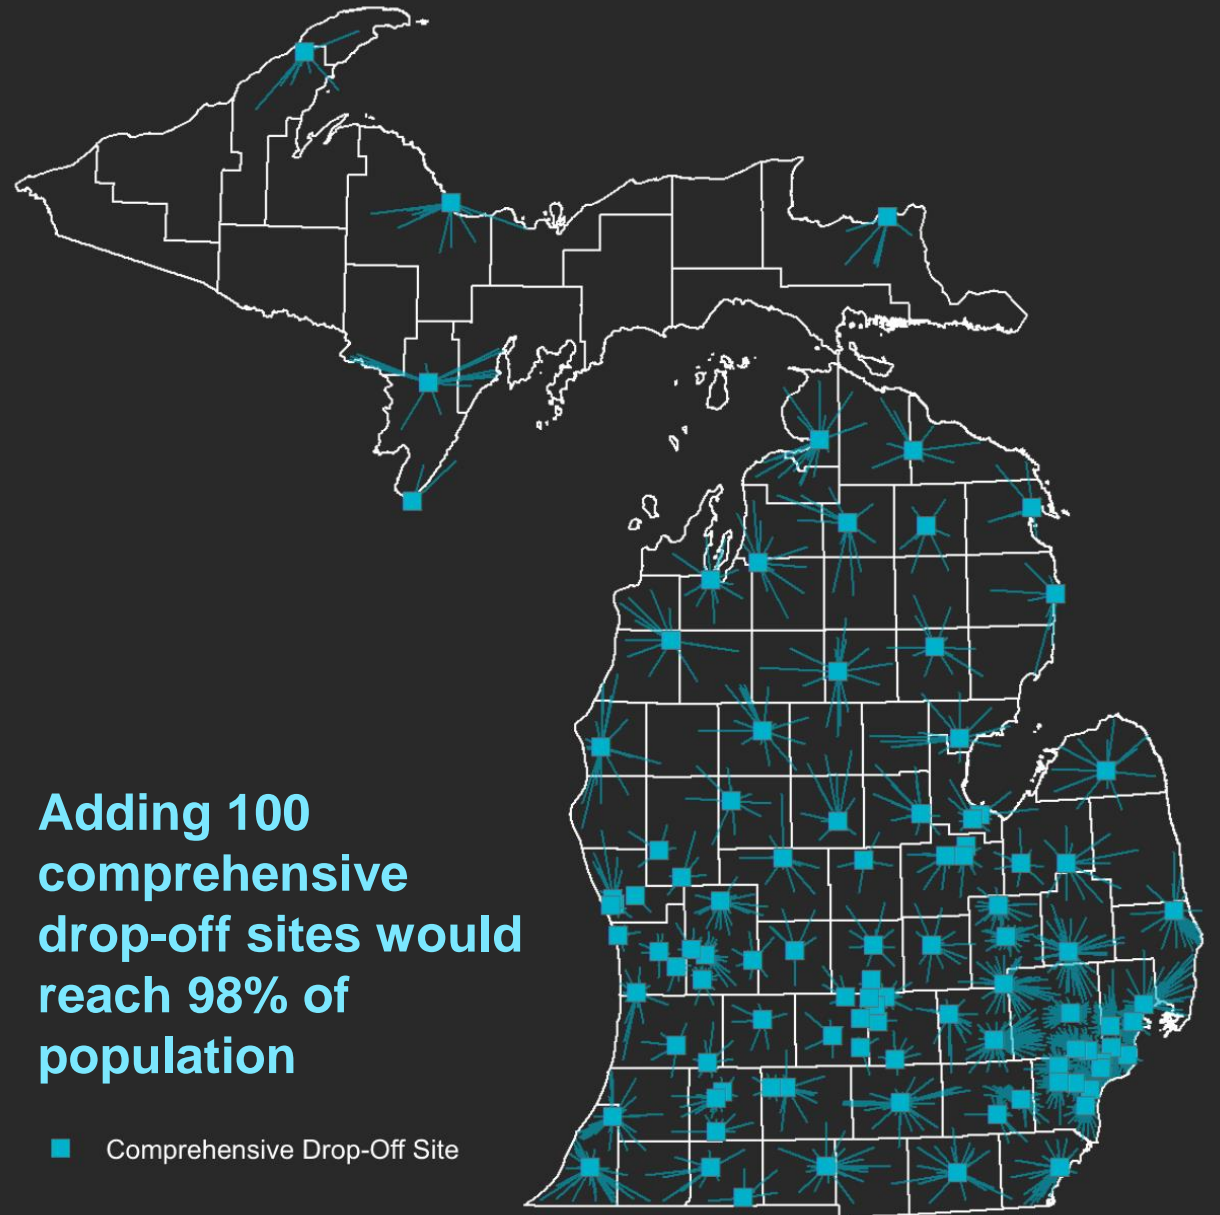 Adding 100
comprehensive
drop-off sites would
reach 98% of
population
Comprehensive Drop-Off Site